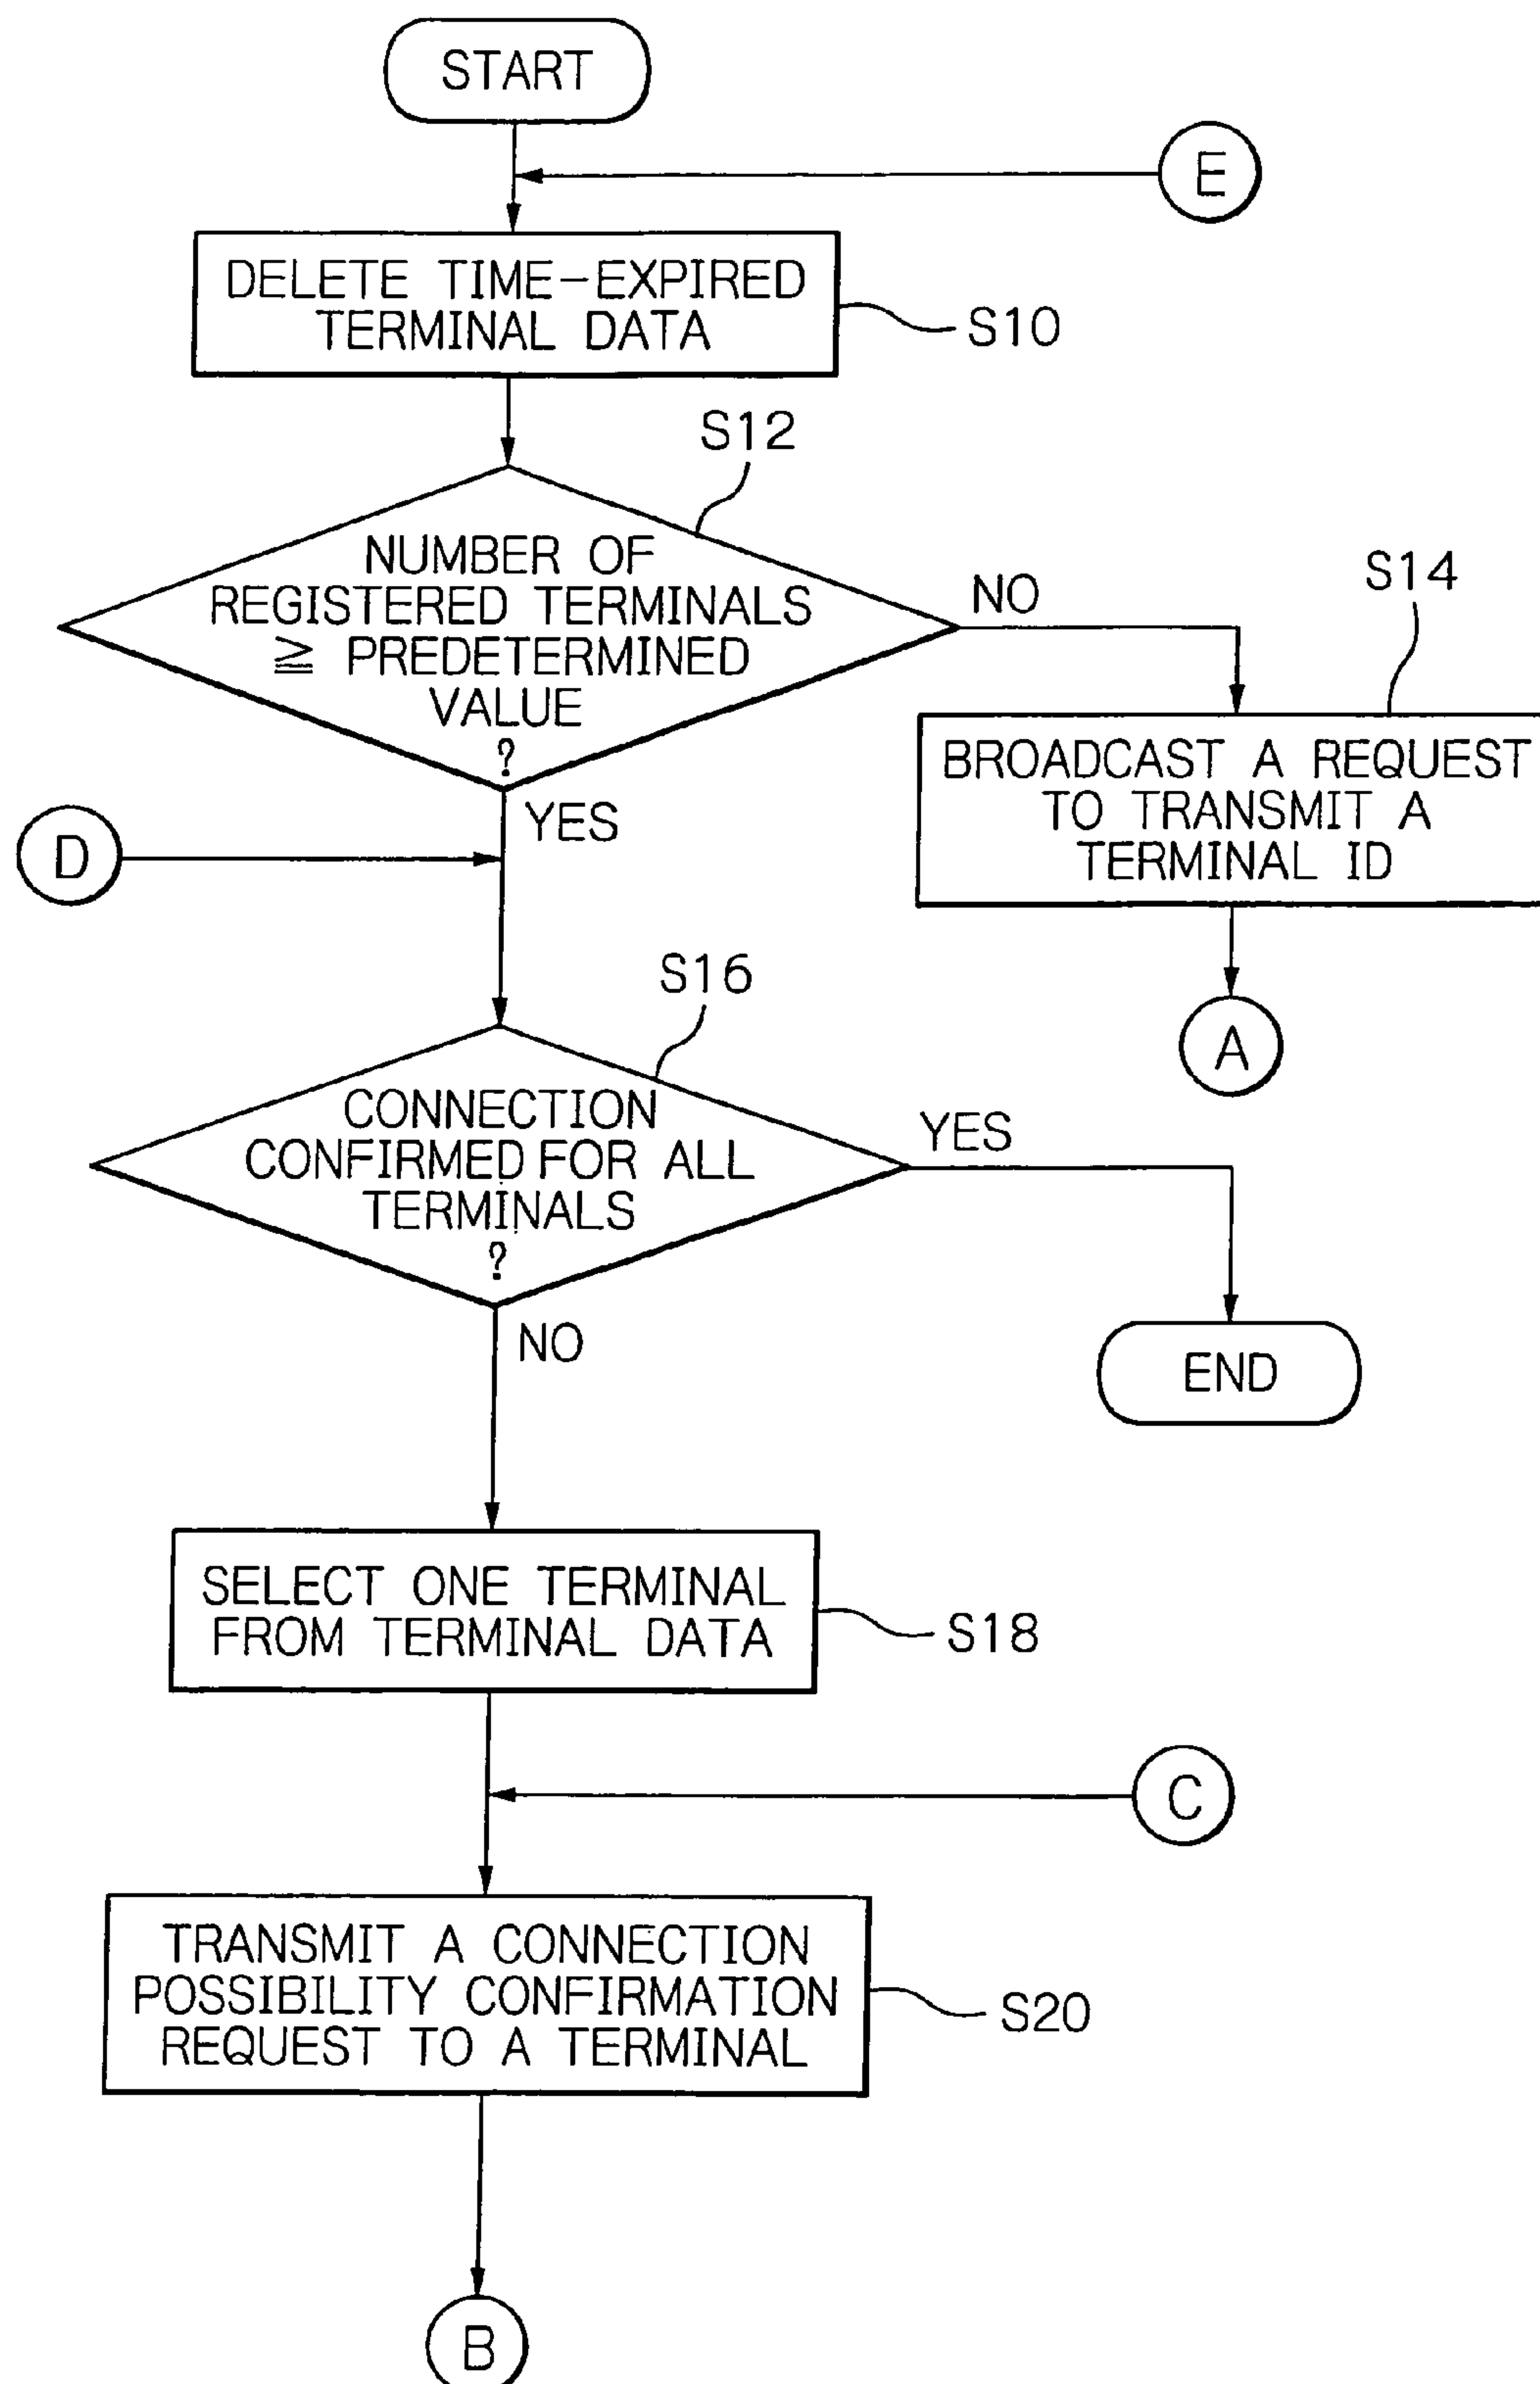 START
E
DELETE TIME-EXPIRED
TERMINAL DATA
S10
S12
NUMBER OF
REGISTERED TERMINALS
≧ PREDETERMINED
VALUE
?
NO
S14
BROADCAST A REQUEST
TO TRANSMIT A
TERMINAL ID
YES
D
A
S16
CONNECTION
CONFIRMED FOR ALL
TERMINALS
?
YES
END
NO
SELECT ONE TERMINAL
FROM TERMINAL DATA
S18
C
TRANSMIT A CONNECTION
POSSIBILITY CONFIRMATION
REQUEST TO A TERMINAL
S20
B